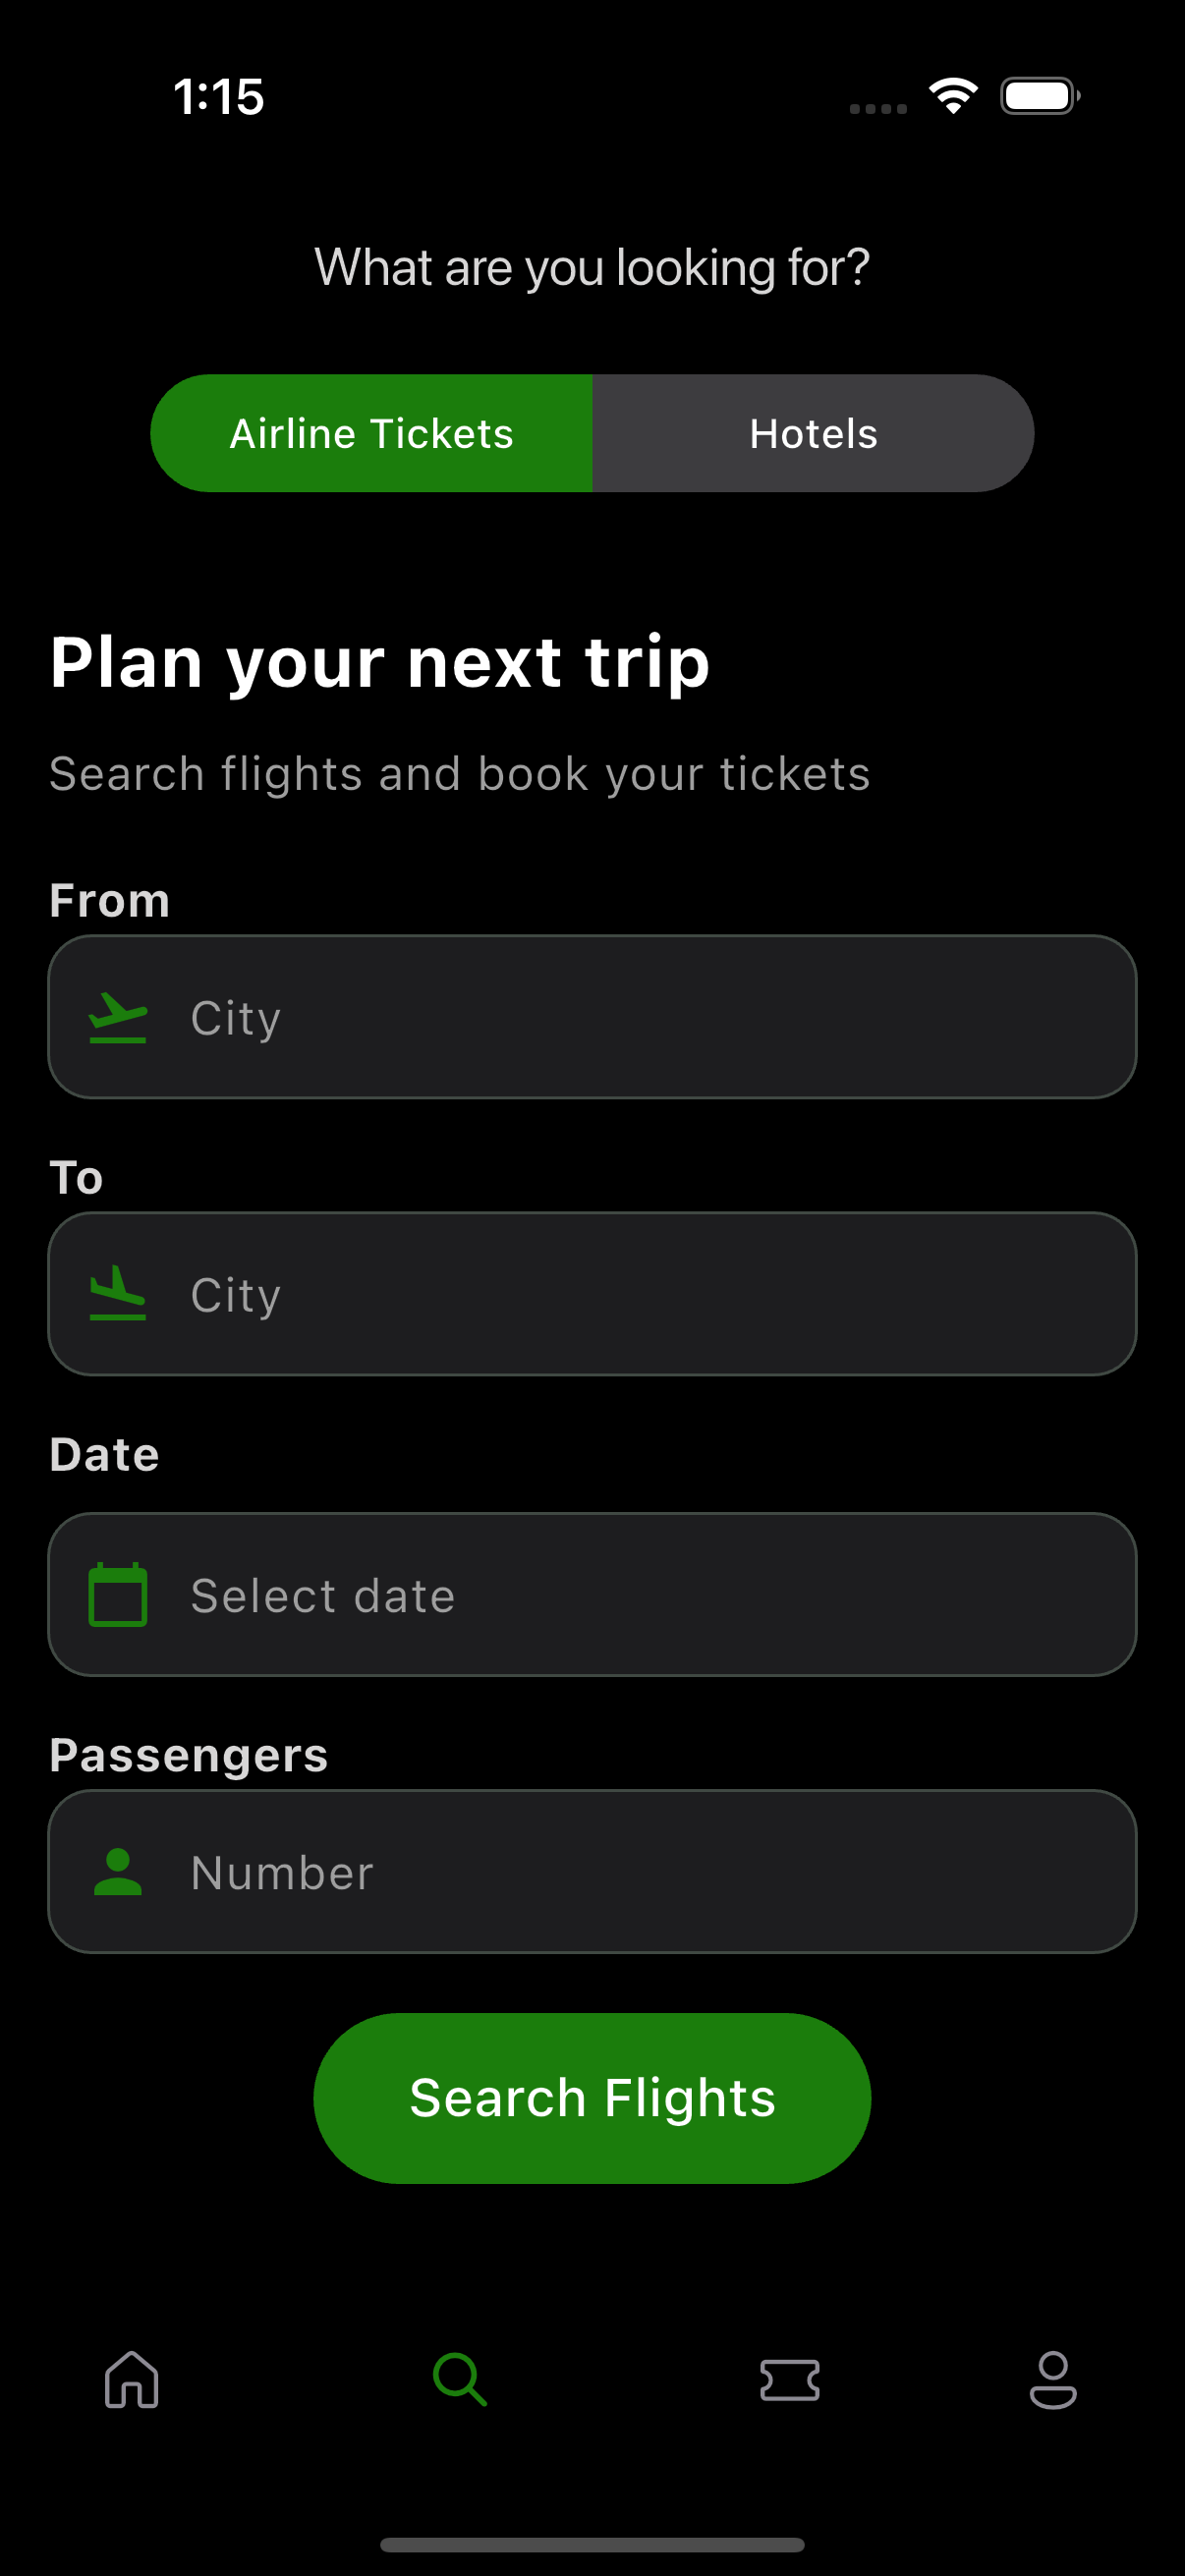 1:15
What are you looking for?
Airline Tickets
Hotels
Plan your next trip
Search flights and book your tickets
From
City
To
City
Date
Select date
Passengers
Number
Search Flights